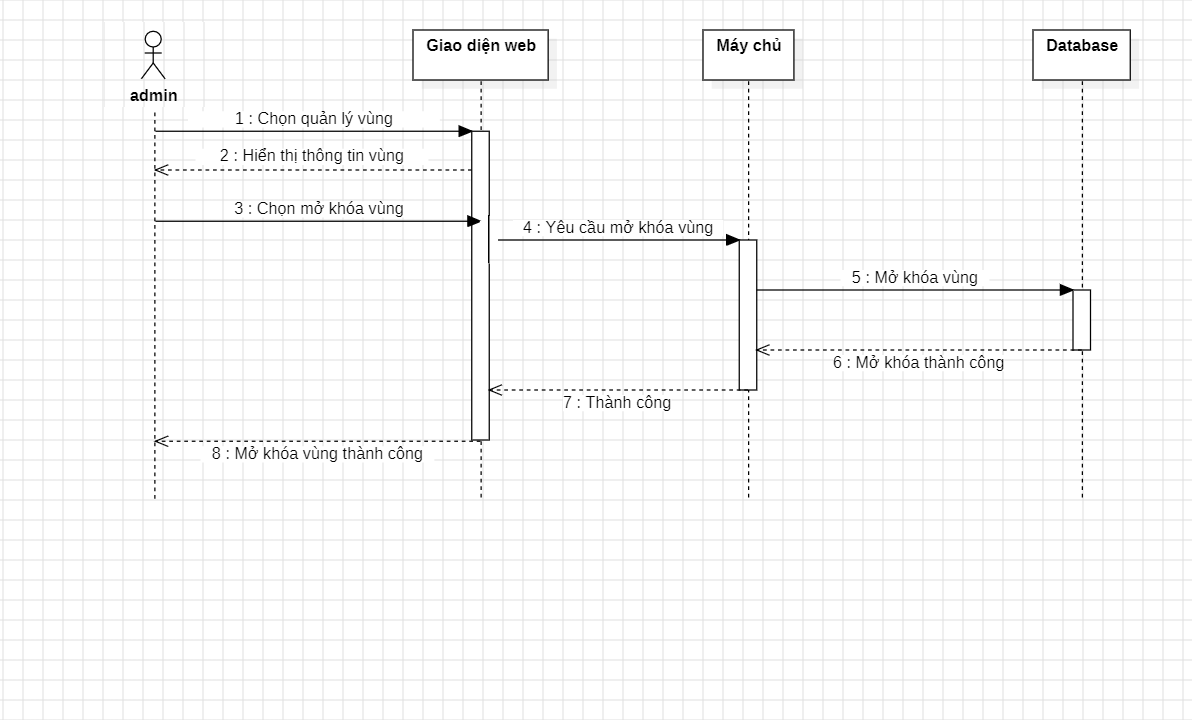 Giao diện web
Máy chủ
Database
admin
1 : Chọn quản lý vùng
2 : Hiển thị thông tin vùng
3 : Chọn mở khóa vùng
4 : Yêu cầu mở khóa vùng
5 : Mở khóa vùng
6 : Mở khóa thành công
7 : Thành công
8 : Mở khóa vùng thành công